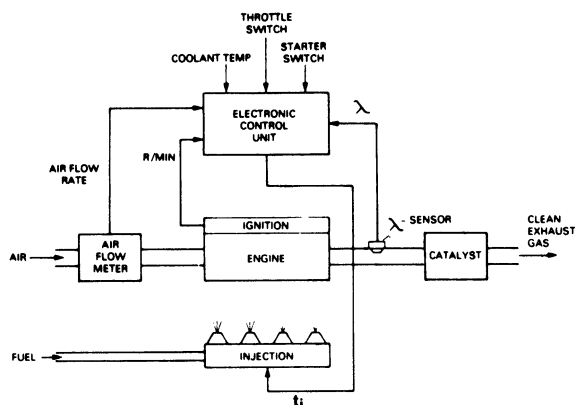 THROTTLE
SWITCH
COOLANT TEMP
STARTER
SWITCH
ELECTRONIC
CONTROL
UNIT
λ
R/MIN
AIR FLOW
RATE
IGNITION
λ- SENSOR
CLEAN
EXHAUST
GAS
AIR
AIR
FLOW
METER
ENGINE
CATALYST
FUEL
INJECTION
ti